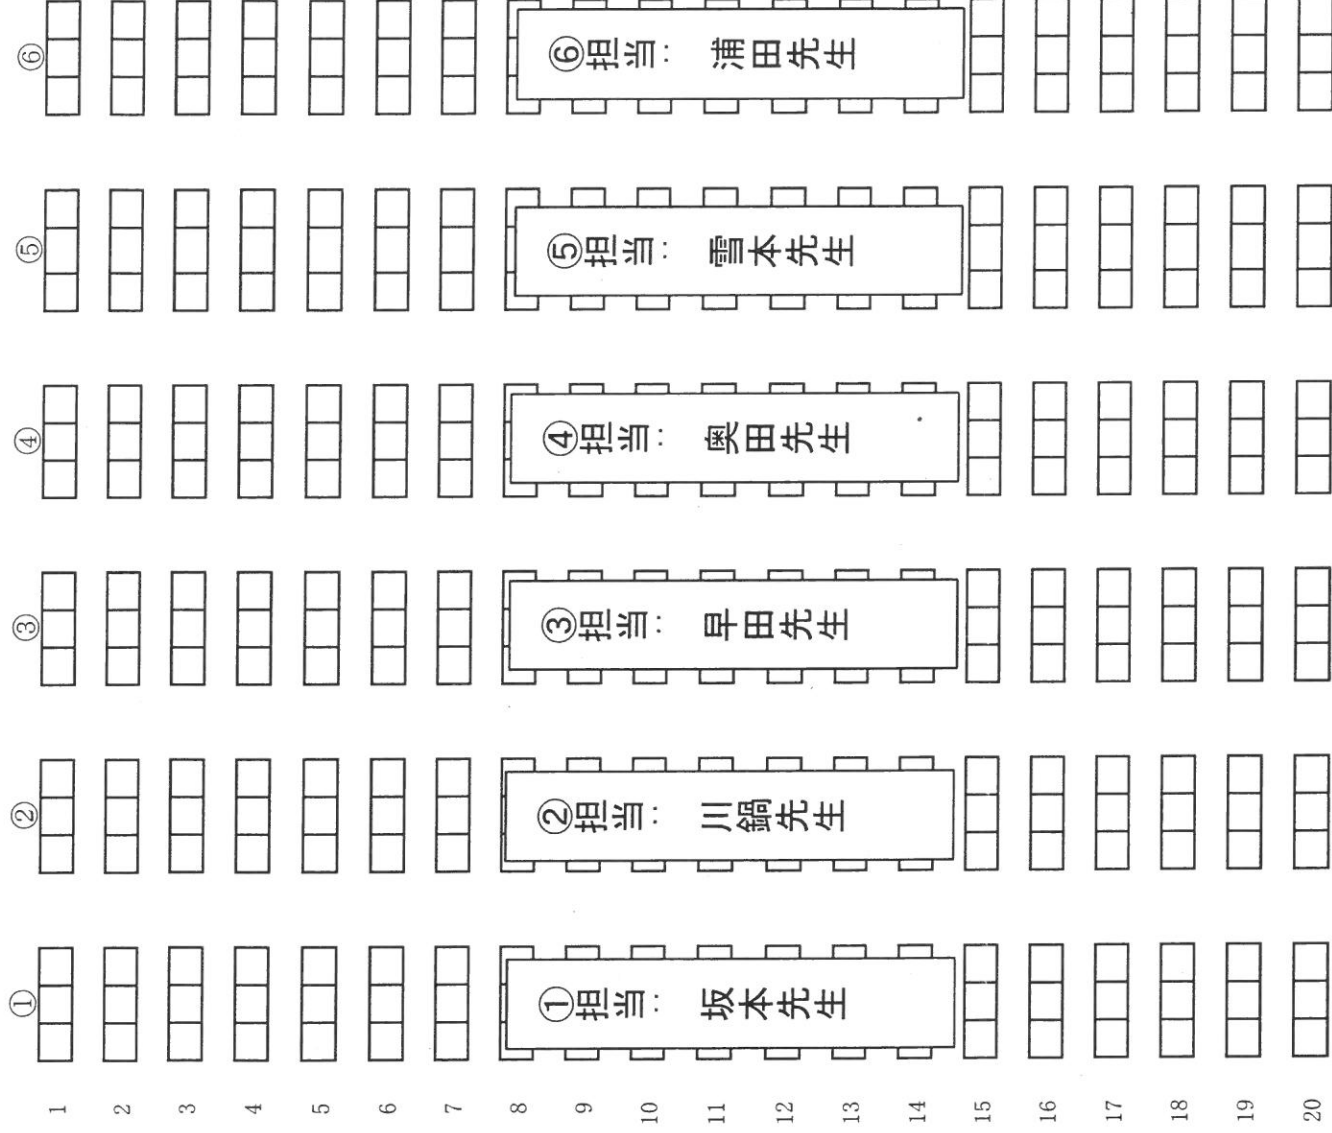 ⑥
⑥担当： 浦田先生
⑤
⑤担当： 雪本先生
④
④担当： 奥田先生
③
③担当： 早田先生
②
②担当： 川鍋先生
①
①担当： 坂本先生
1 2 3 4 5 6 7 8 9 10 11 12 13 14 15 16 17 18 19 20